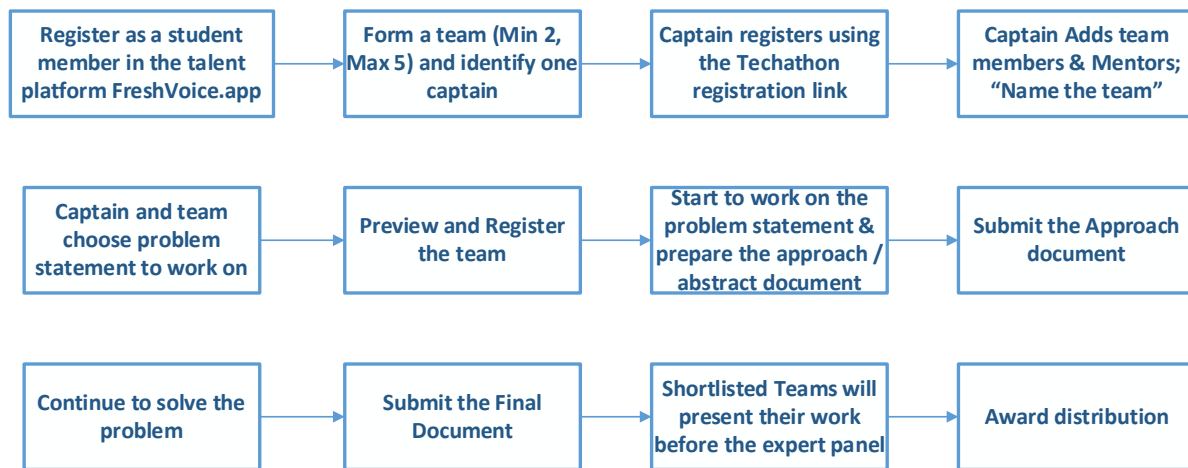 Register as a student
member in the talent
platform FreshVoice.app
Form a team (Min 2,
Max 5) and identify one
captain
Captain registers using
the Techathon
registration link
Captain Adds team
members & Mentors;
“Name the team”
Captain and team
choose problem
statement to work on
Preview and Register
the team
Start to work on the
problem statement &
prepare the approach /
abstract document
Submit the Approach
document
Continue to solve the
problem
Submit the Final
Document
Shortlisted Teams will
present their work
before the expert panel
Award distribution